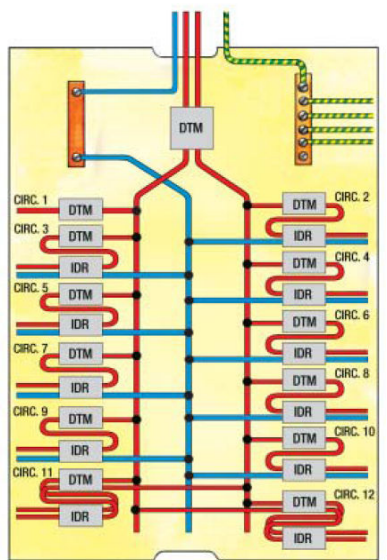 DTM
CIRC. 1
DTM
CIRC. 2
DTM
CIRC. 3
DTM
IDR
IDR
CIRC. 4
DTM
IDR
CIRC. 5
DTM
IDR
CIRC. 6
DTM
IDR
CIRC. 7
DTM
IDR
CIRC. 8
DTM
IDR
CIRC. 9
DTM
IDR
CIRC. 10
DTM
IDR
CIRC. 11
DTM
IDR
CIRC. 12
DTM
IDR